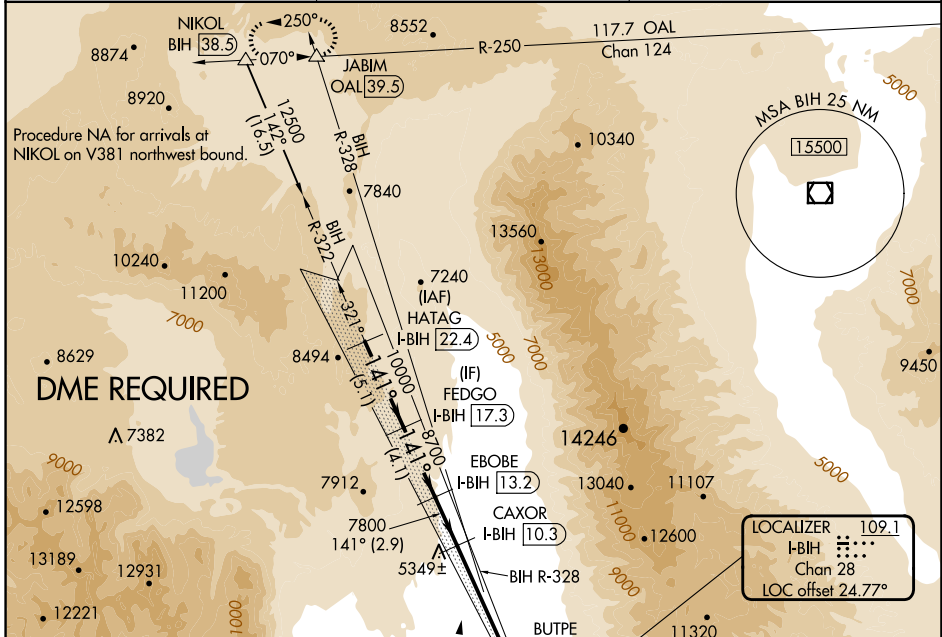 NIKOL
BIH 38.5
250°
070°
8552
R-250
117.7 OAL
Chan 124
8874
JABIM
OAL 39.5
8920
5000
Procedure NA for arrivals at
NIKOL on V381 northwest bound.
12500
142°
(16.5)
BIH
R-328
MSA BIH 25 NM
15500
10340
7840
BIH
R-322
13560
13000
10240
11200
7000
7240
321°
(IAF)
HATAG
I-BIH 22.4
5000
7000
7000
8629
8494
141°
10000
(5.1)
(IF)
FEDGO
I-BIH 17.3
9450
DME REQUIRED
7382
141°
8700
(4.1)
14246
9000
EBOBE
I-BIH 13.2
5000
7912
13040
11107
12598
7800
141° (2.9)
CAXOR
I-BIH 10.3
11000
12600
LOCALIZER 109.1
I-BIH
Chan 28
LOC offset 24.77°
13189
12931
5349±
BIH R-328
9000
12221
1000
BUTPE
11320